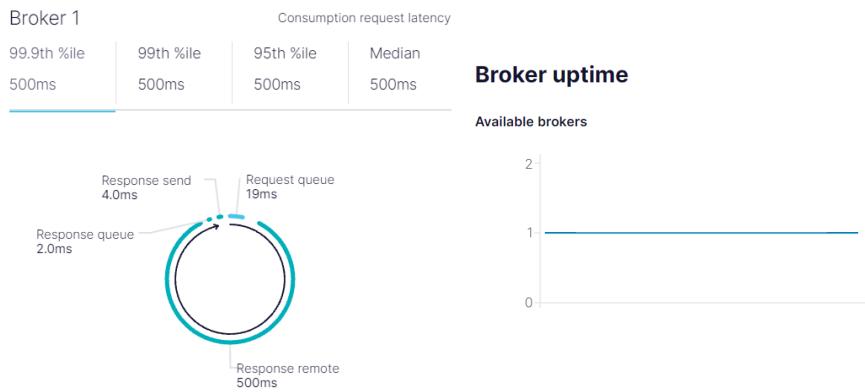 Broker 1
Consumption request latency
99.9th %ile
99th %ile
95th %ile
Median
500ms
500ms
500ms
500ms
Response send
4.0ms
Request queue
19ms
Response queue
2.0ms
Response remote
500ms
Broker uptime
Available brokers
2
1
0